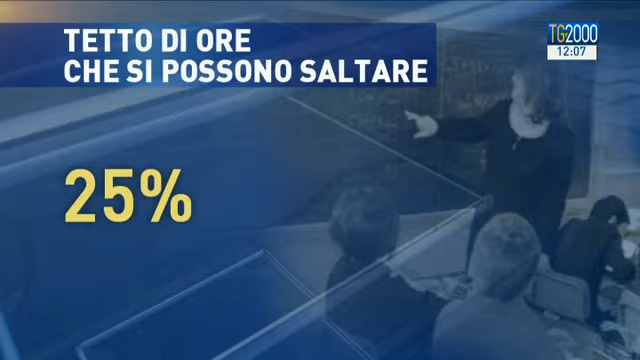 TETTO DI ORE
CHE SI POSSONO SALTARE
TG2000
12:07
25%